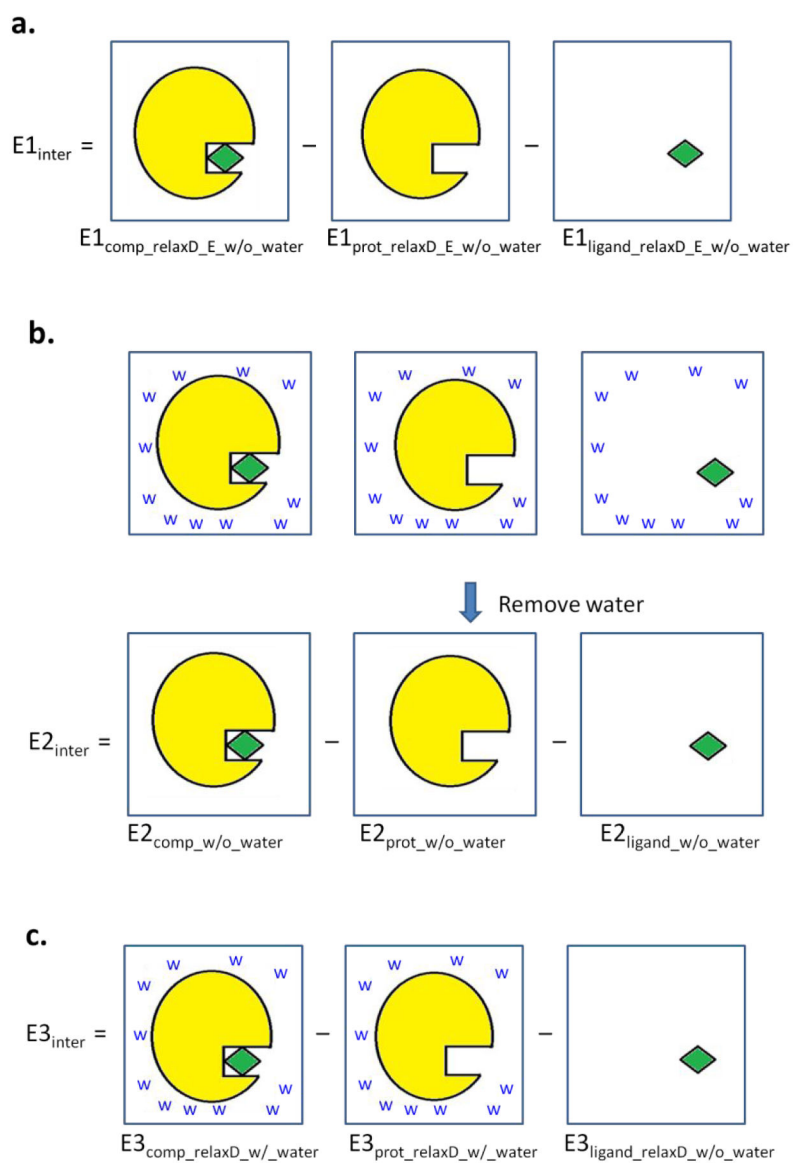 a.
E1inter = – –
E1comp_relaxD_E_w/o_water E1prot_relaxD_E_w/o_water E1ligand_relaxD_E_w/o_water
b.
w w w w w w w w w w w
w w w w w w w w w w w
w w w w w w w w w w w
Remove water
E2inter = – –
E2comp_w/o_water E2prot_w/o_water E2ligand_w/o_water
c.
w w w w w w w w w w w
w w w w w w w w w w w
E3inter = – –
E3comp_relaxD_w/_water E3prot_relaxD_w/_water E3ligand_relaxD_w/o_water